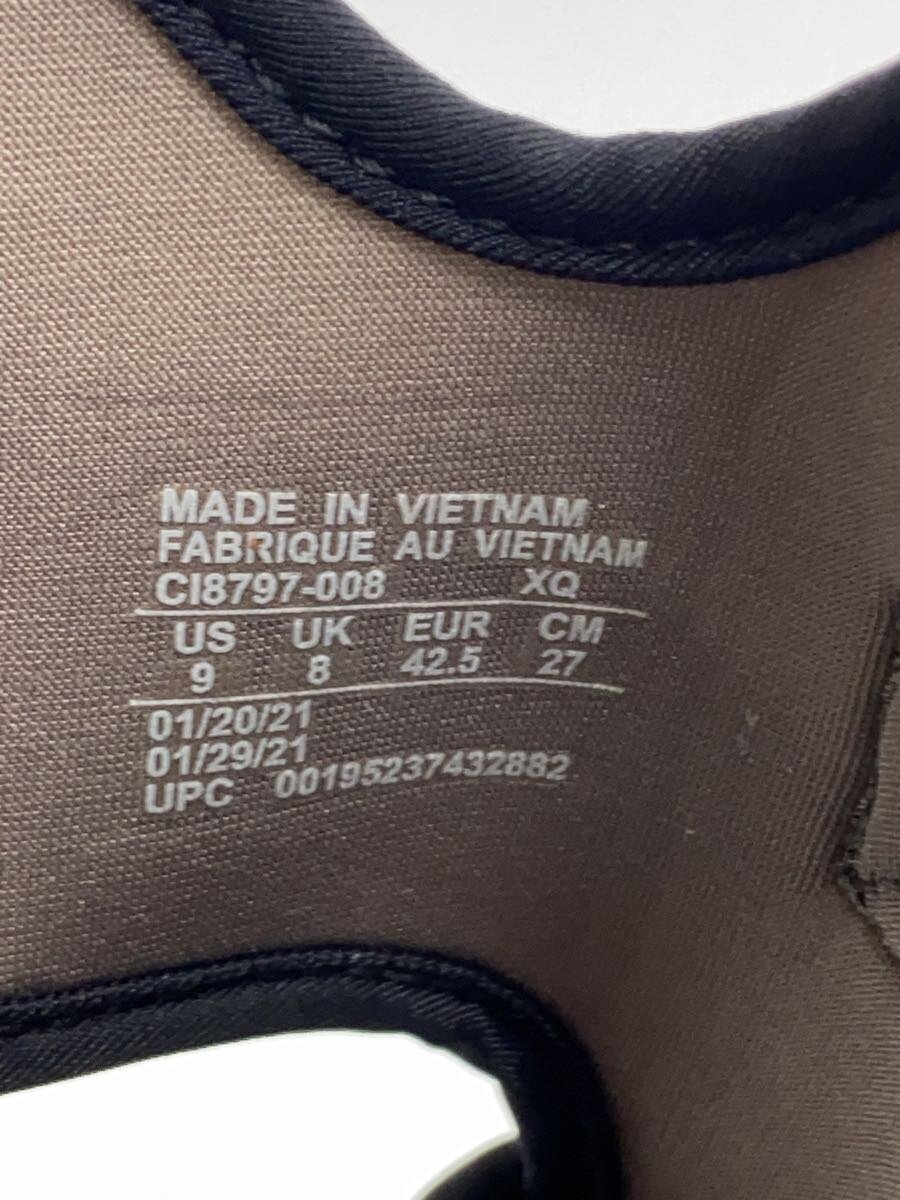 MADE IN VIETNAM
FABRIQUE AU VIETNAM
CI8797-008 XQ
US UK EUR CM
9 8 42.5 27
01/20/21
01/29/21
UPC 00195237432882